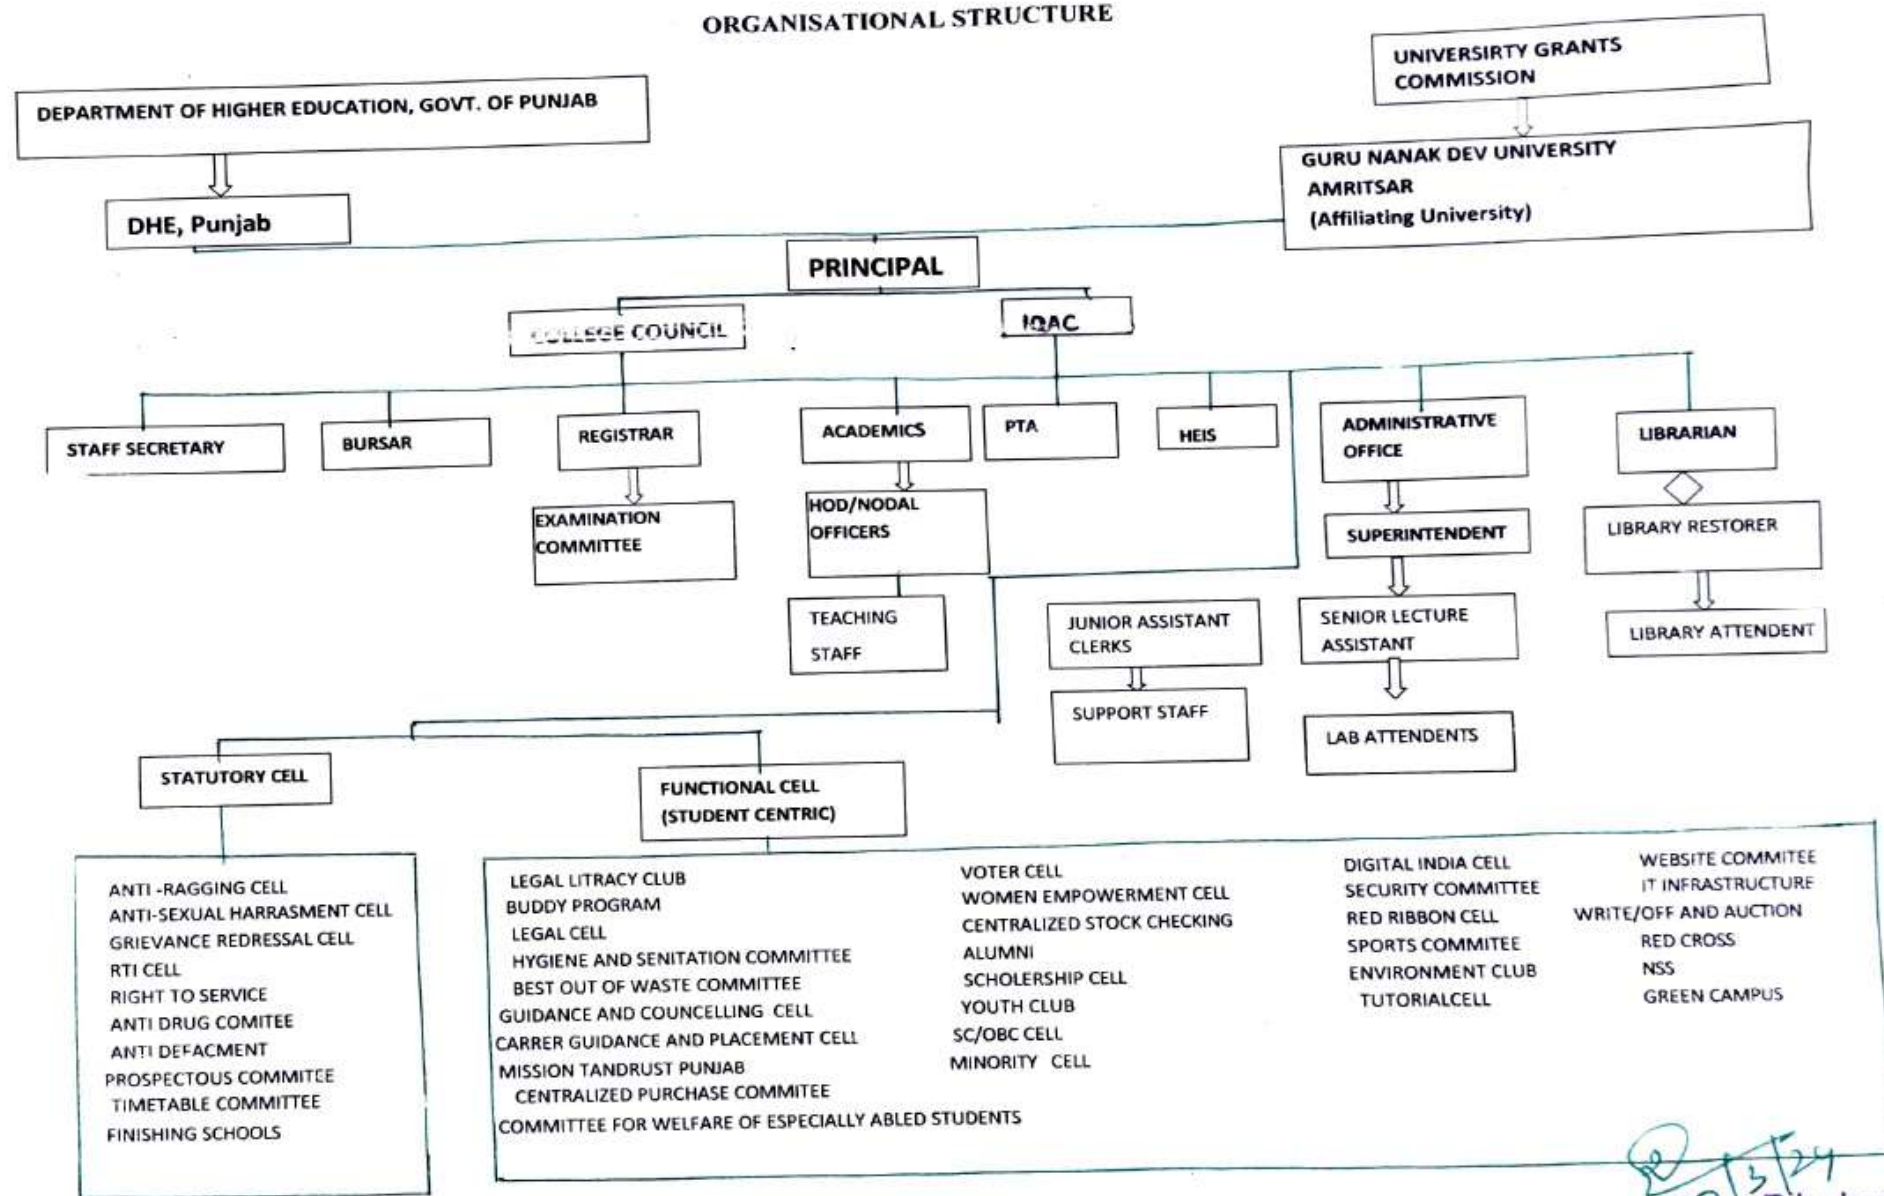 ORGANISATIONAL STRUCTURE
UNIVERSIRTY GRANTS
COMMISSION
DEPARTMENT OF HIGHER EDUCATION, GOVT. OF PUNJAB
GURU NANAK DEV UNIVERSITY
AMRITSAR
(Affiliating University)
DHE, Punjab
PRINCIPAL
COLLEGE COUNCIL
IQAC
STAFF SECRETARY
BURSAR
REGISTRAR
ACADEMICS
PTA
HEIS
ADMINISTRATIVE
OFFICE
LIBRARIAN
EXAMINATION
COMMITTEE
HOD/NODAL
OFFICERS
SUPERINTENDENT
LIBRARY RESTORER
TEACHING
STAFF
JUNIOR ASSISTANT
CLERKS
SENIOR LECTURE
ASSISTANT
LIBRARY ATTENDENT
SUPPORT STAFF
LAB ATTENDENTS
STATUTORY CELL
FUNCTIONAL CELL
(STUDENT CENTRIC)
ANTI -RAGGING CELL
ANTI-SEXUAL HARRASMENT CELL
GRIEVANCE REDRESSAL CELL
RTI CELL
RIGHT TO SERVICE
ANTI DRUG COMITEE
ANTI DEFACMENT
PROSPECTOUS COMMITEE
TIMETABLE COMMITTEE
FINISHING SCHOOLS
LEGAL LITRACY CLUB
BUDDY PROGRAM
LEGAL CELL
HYGIENE AND SENITATION COMMITTEE
BEST OUT OF WASTE COMMITTEE
GUIDANCE AND COUNCELLING CELL
CARRER GUIDANCE AND PLACEMENT CELL
MISSION TANDRUST PUNJAB
CENTRALIZED PURCHASE COMMITEE
COMMITTEE FOR WELFARE OF ESPECIALLY ABLED STUDENTS
VOTER CELL
WOMEN EMPOWERMENT CELL
CENTRALIZED STOCK CHECKING
ALUMNI
SCHOLERSHIP CELL
YOUTH CLUB
SC/OBC CELL
MINORITY CELL
DIGITAL INDIA CELL
SECURITY COMMITTEE
RED RIBBON CELL
SPORTS COMMITEE
ENVIRONMENT CLUB
TUTORIALCELL
WEBSITE COMMITEE
IT INFRASTRUCTURE
WRITE/OFF AND AUCTION
RED CROSS
NSS
GREEN CAMPUS